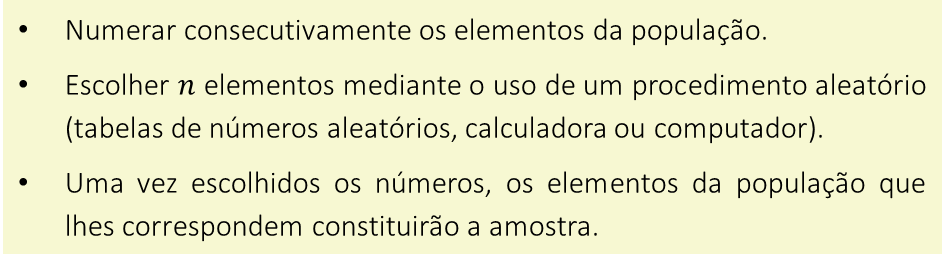 • Numerar consecutivamente os elementos da população.
• Escolher n elementos mediante o uso de um procedimento aleatório
(tabelas de números aleatórios, calculadora ou computador).
• Uma vez escolhidos os números, os elementos da população que
lhes correspondem constituirão a amostra.